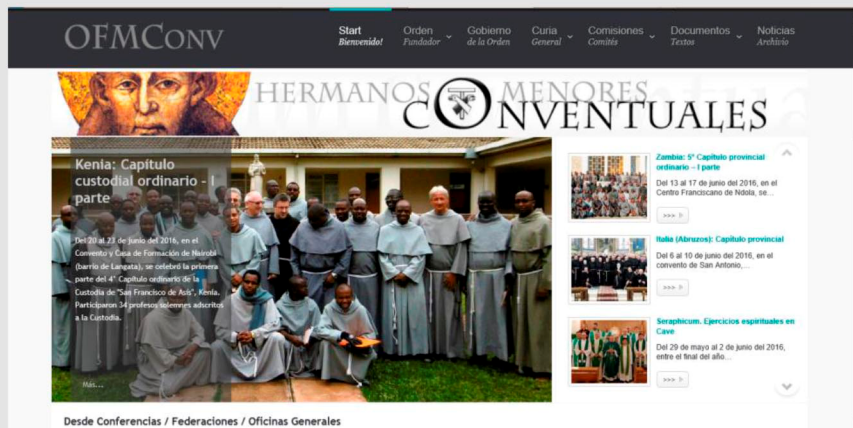 OFMConv
Start
Bienvenido!
Orden
Fundador
Gobierno
de la Orden
Curia
General
Comisiones
Comités
Documentos
Textos
Noticias
Archivio
HERMANOS MENORES
CONVENTUALES
Kenia: Capítulo
custodial ordinario - I
parte
Del 20 al 23 de junio del 2016, en el
Convento y Casa de Formación de Nairobi
(barrio de Langata), se celebró la primera
parte del 4° Capítulo ordinario de la
Custodia de "San Francisco de Asís", Kenia.
Participaron 34 profesos solemnes adscritos
a la Custodia.
Más...
Zambia: 5° Capítulo provincial
ordinario – I parte
Del 13 al 17 de junio del 2016, en el
Centro Franciscano de Ndola, se...
>>>
Italia (Abruzos): Capítulo provincial
Del 6 al 10 de junio del 2016, en el
convento de San Antonio,...
>>>
Seraphicum. Ejercicios espirituales en
Cave
Del 29 de mayo al 2 de junio del 2016,
entre el final del año...
>>>
Desde Conferencias / Federaciones / Oficinas Generales